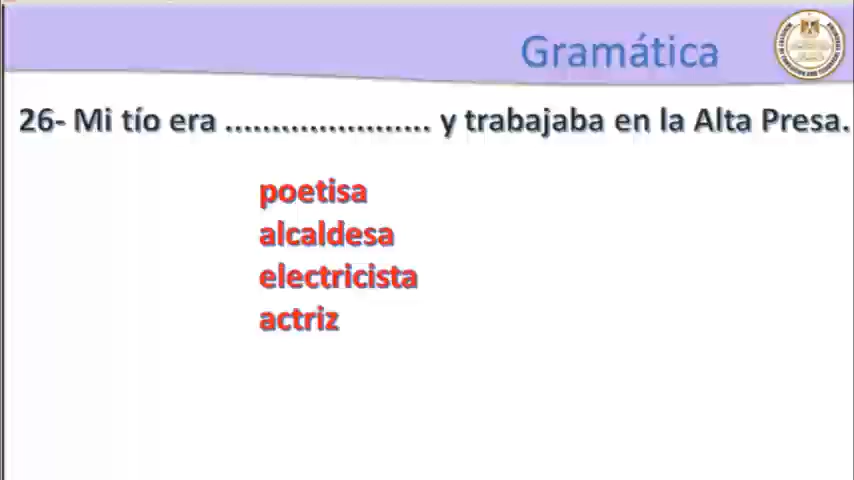 Gramática
26- Mi tío era ...................... y trabajaba en la Alta Presa.
poetisa
alcaldesa
electricista
actriz